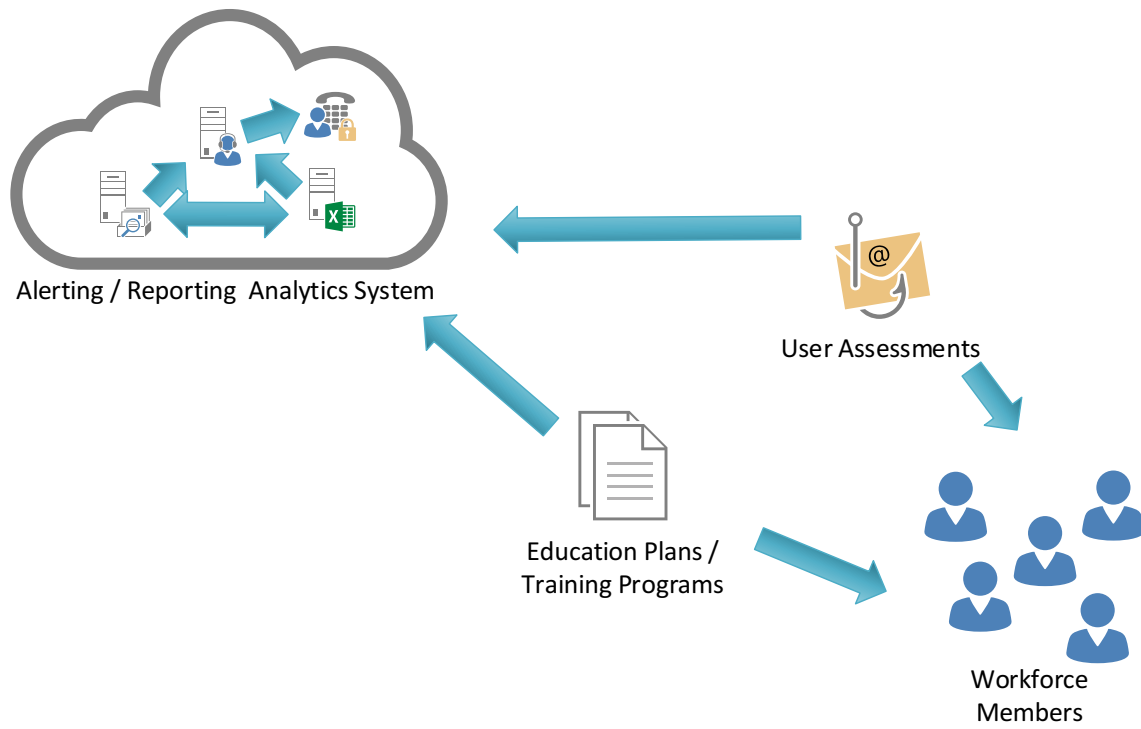 Alerting / Reporting  Analytics System
@
User Assessments
Education Plans /
Training Programs
Workforce
Members